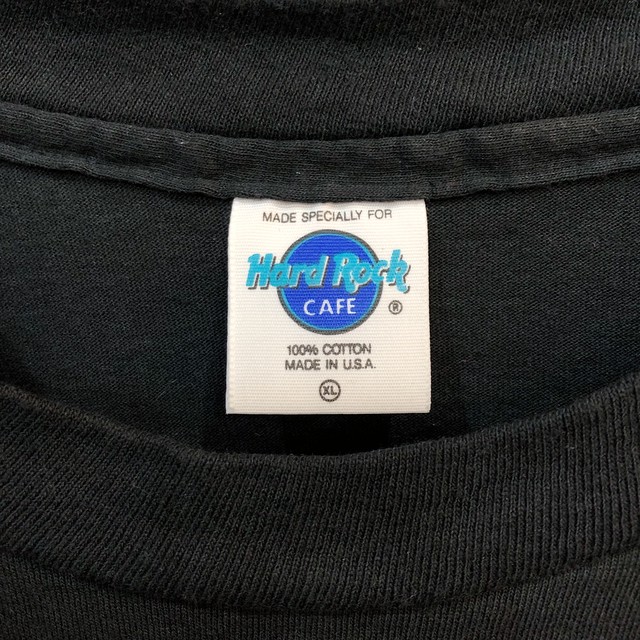 MADE SPECIALLY FOR
Hard Rock
CAFE ®
100% COTTON
MADE IN U.S.A.
XL